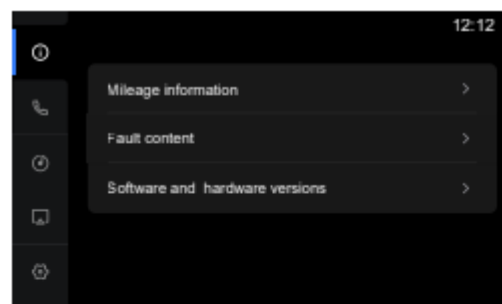 12:12
Mileage information
Fault content
Software and hardware versions